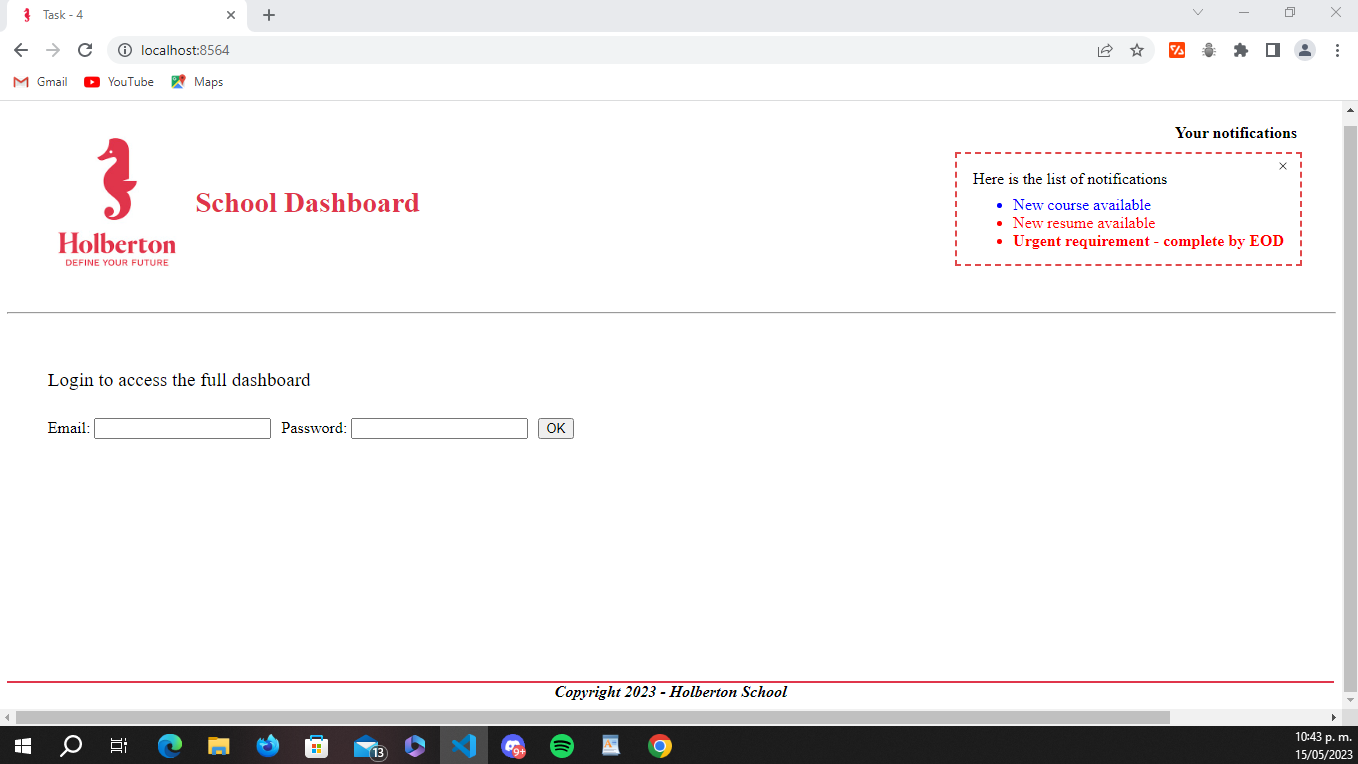 Task - 4
localhost:8564
Gmail
YouTube
Maps
Your notifications
Here is the list of notifications
New course available
New resume available
Urgent requirement - complete by EOD
School Dashboard
Holberton
DEFINE YOUR FUTURE
Login to access the full dashboard
Email: Password: OK
Copyright 2023 - Holberton School
13
9+
10:43 p. m.
15/05/2023